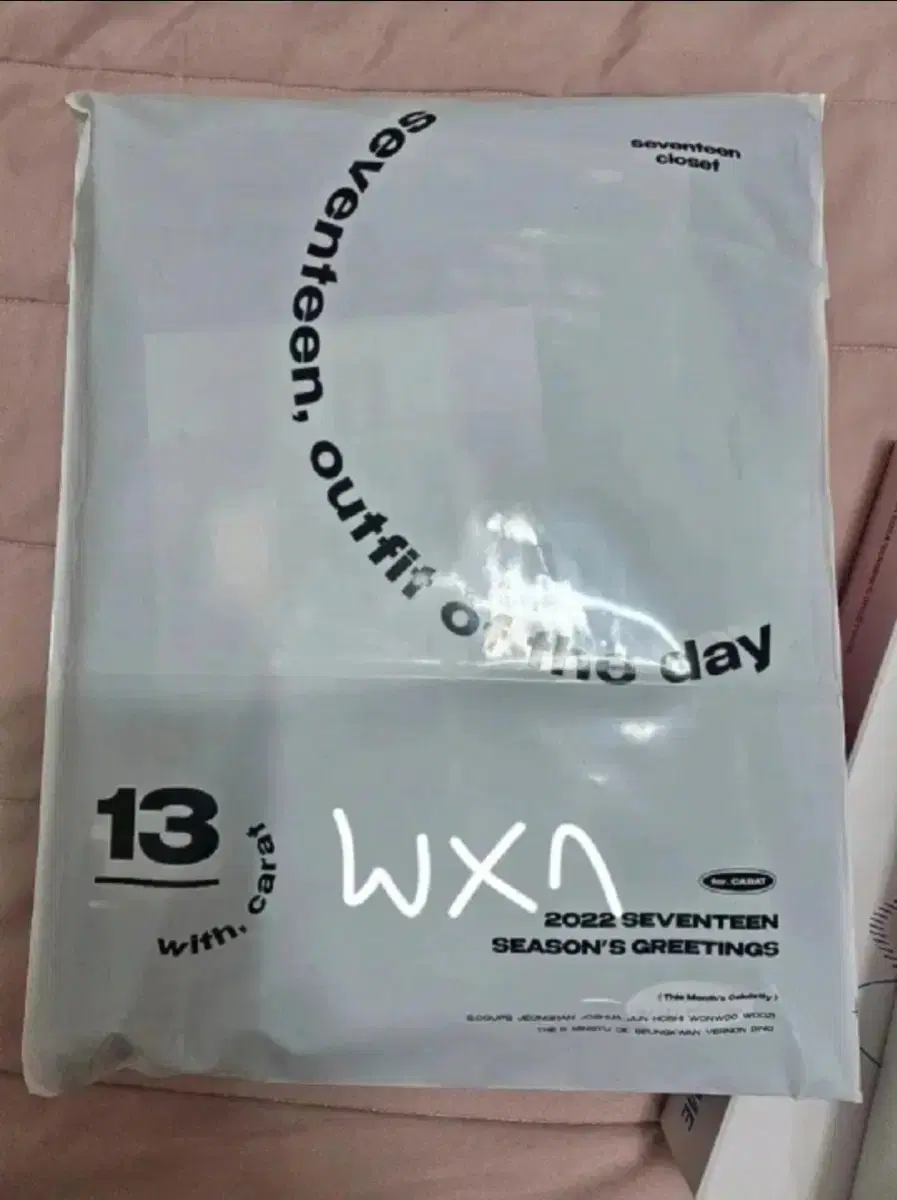 seventeen
closet
seventeen, outfit of the day
13
with, carat
wxn
for. CARAT
2022 SEVENTEEN
SEASON'S GREETINGS
(This Month's Celebrity)
S.COUPS JEONGHAN JOSHUA JUN HOSHI WONWOO WOOZI
THE 8 MINGYU DK SEUNGKWAN VERNON DINO